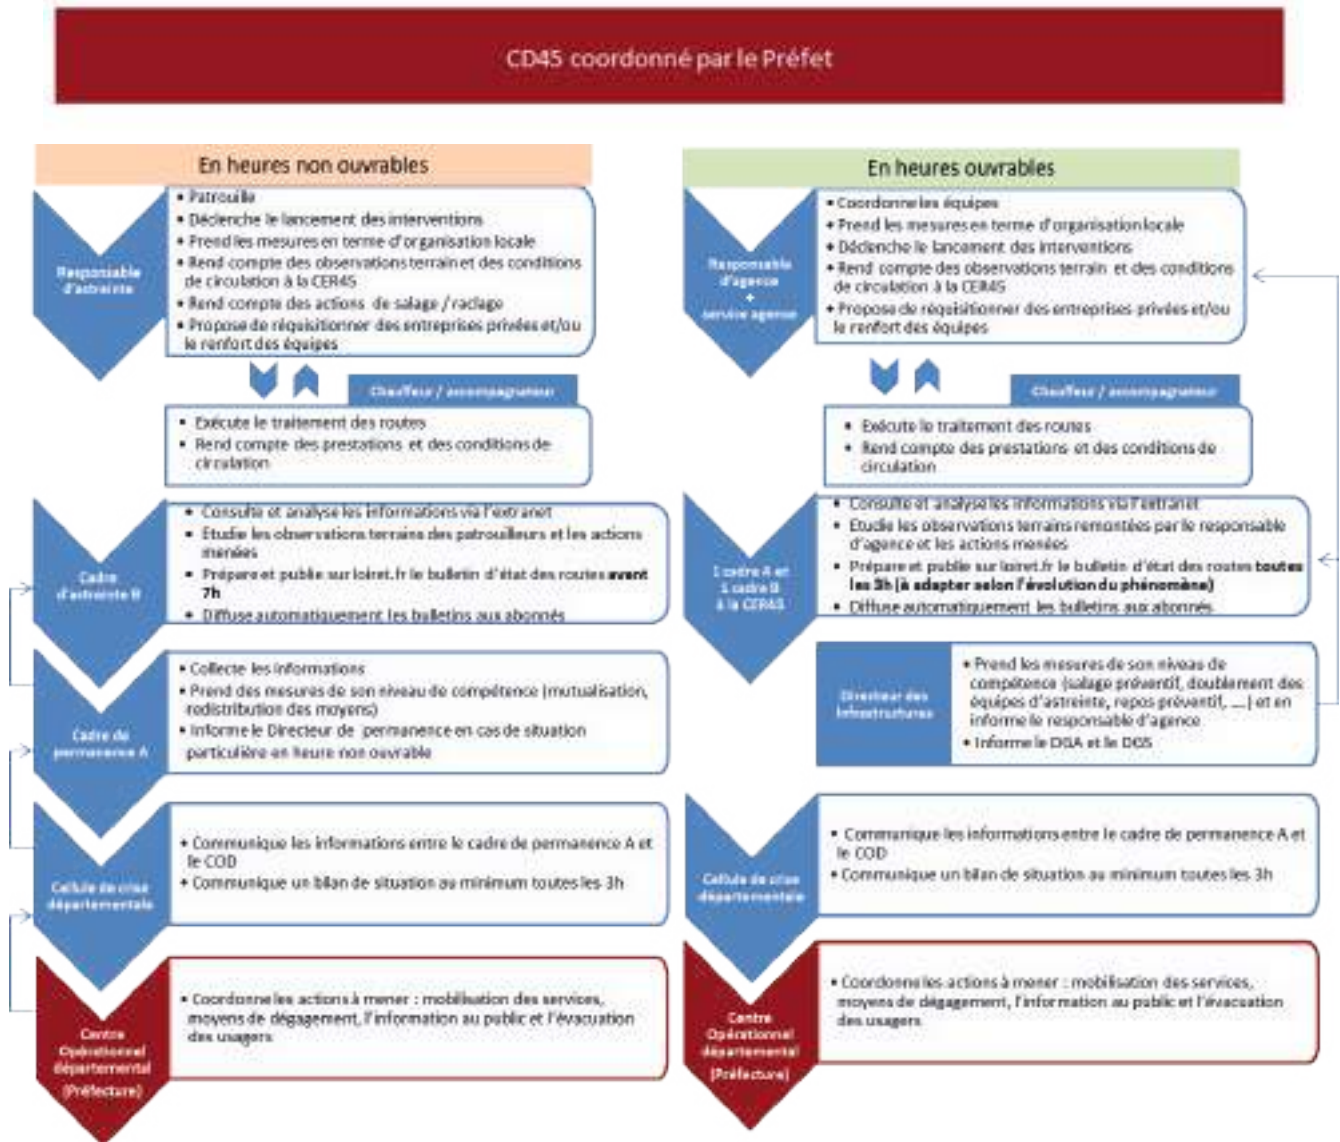 CD45 coordonné par le Préfet
En heures non ouvrables
Responsable
d'astreinte
• Patrouille
• Déclenche le lancement des interventions
• Prend les mesures en terme d'organisation locale
• Rend compte des observations terrain et des conditions
de circulation à la CER45
• Rend compte des actions de salage / raclage
• Propose de réquisitionner des entreprises privées et/ou
le renfort des équipes
Chauffeur / accompagnateur
• Exécute le traitement des routes
• Rend compte des prestations et des conditions de
circulation
Cadre
d'astreinte B
• Consulte et analyse les informations via l'extranet
• Etudie les observations terrains des patrouilleurs et les actions
menées
• Prépare et publie sur loiret.fr le bulletin d'état des routes avant
7h
• Diffuse automatiquement les bulletins aux abonnés
Cadre de
permanence A
• Collecte les informations
• Prend des mesures de son niveau de compétence (mutualisation,
redistribution des moyens)
• Informe le Directeur de permanence en cas de situation
particulière en heure non ouvrable
Cellule de crise
départementale
• Communique les informations entre le cadre de permanence A et
le COD
• Communique un bilan de situation au minimum toutes les 3h
Centre
Opérationnel
départemental
(Préfecture)
• Coordonne les actions à mener : mobilisation des services,
moyens de dégagement, l'information au public et l'évacuation
des usagers
En heures ouvrables
Responsable
d'agence
+
service agence
• Coordonne les équipes
• Prend les mesures en terme d'organisation locale
• Déclenche le lancement des interventions
• Rend compte des observations terrain et des conditions
de circulation à la CER45
• Propose de réquisitionner des entreprises privées et/ou
le renfort des équipes
Chauffeur / accompagnateur
• Exécute le traitement des routes
• Rend compte des prestations et des conditions de
circulation
1 cadre A et
1 cadre B
à la CER45
• Consulte et analyse les informations via l'extranet
• Etudie les observations terrains remontées par le responsable
d'agence et les actions menées
• Prépare et publie sur loiret.fr le bulletin d'état des routes toutes
les 3h (à adapter selon l'évolution du phénomène)
• Diffuse automatiquement les bulletins aux abonnés
Directeur des
Infrastructures
• Prend les mesures de son niveau de
compétence (salage préventif, doublement des
équipes d'astreinte, repos préventif, ....) et en
informe le responsable d'agence
• Informe le DGA et le DGS
Cellule de crise
départementale
• Communique les informations entre le cadre de permanence A et
le COD
• Communique un bilan de situation au minimum toutes les 3h
Centre
Opérationnel
départemental
(Préfecture)
• Coordonne les actions à mener : mobilisation des services,
moyens de dégagement, l'information au public et l'évacuation
des usagers